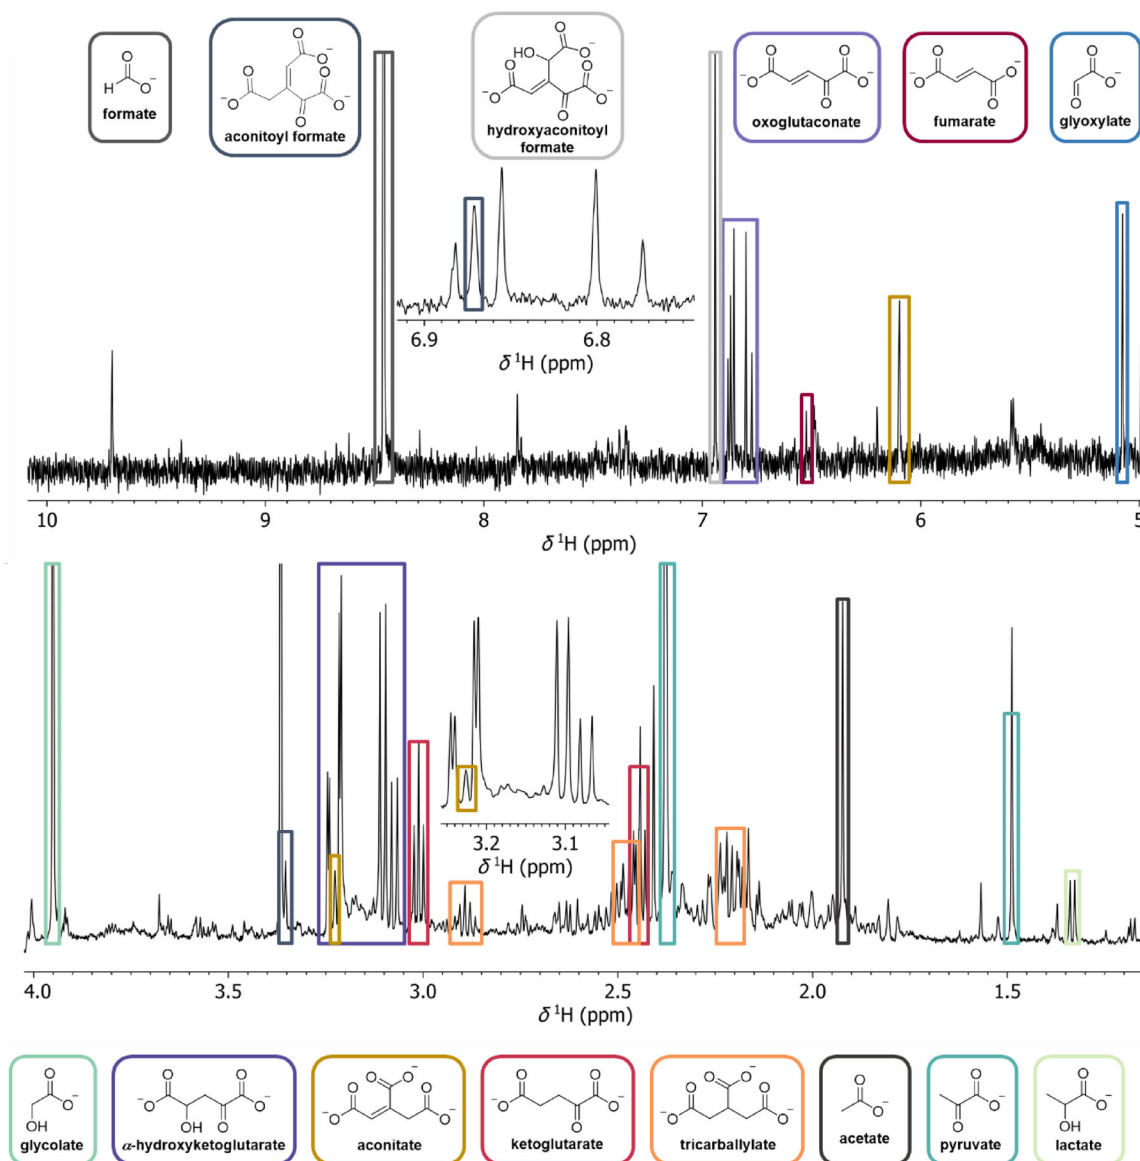 O
H
O
−
formate
O
O
−
O
−
O
O
−
O
O
O
aconitoyl formate
OH
O
O
−
O
−
O
O
−
O
O
O
hydroxyaconitoyl
formate
O
−
O
O
O
O
−
oxoglutaconate
O
−
O
O
O
−
fumarate
O
O
−
O
glyoxylate
6.9
6.8
δ ¹H (ppm)
10
9
8
7
6
5
δ ¹H (ppm)
3.2
3.1
δ ¹H (ppm)
4.0
3.5
3.0
2.5
2.0
1.5
δ ¹H (ppm)
O
O
−
OH
glycolate
O
O
O
−
O
O
−
OH
α-hydroxyketoglutarate
O
O
−
O
O
−
O
O
−
aconitate
O
O
−
O
O
O
−
ketoglutarate
O
O
−
O
O
−
O
O
−
tricarballylate
O
O
−
acetate
O
O
−
O
pyruvate
O
O
−
OH
lactate